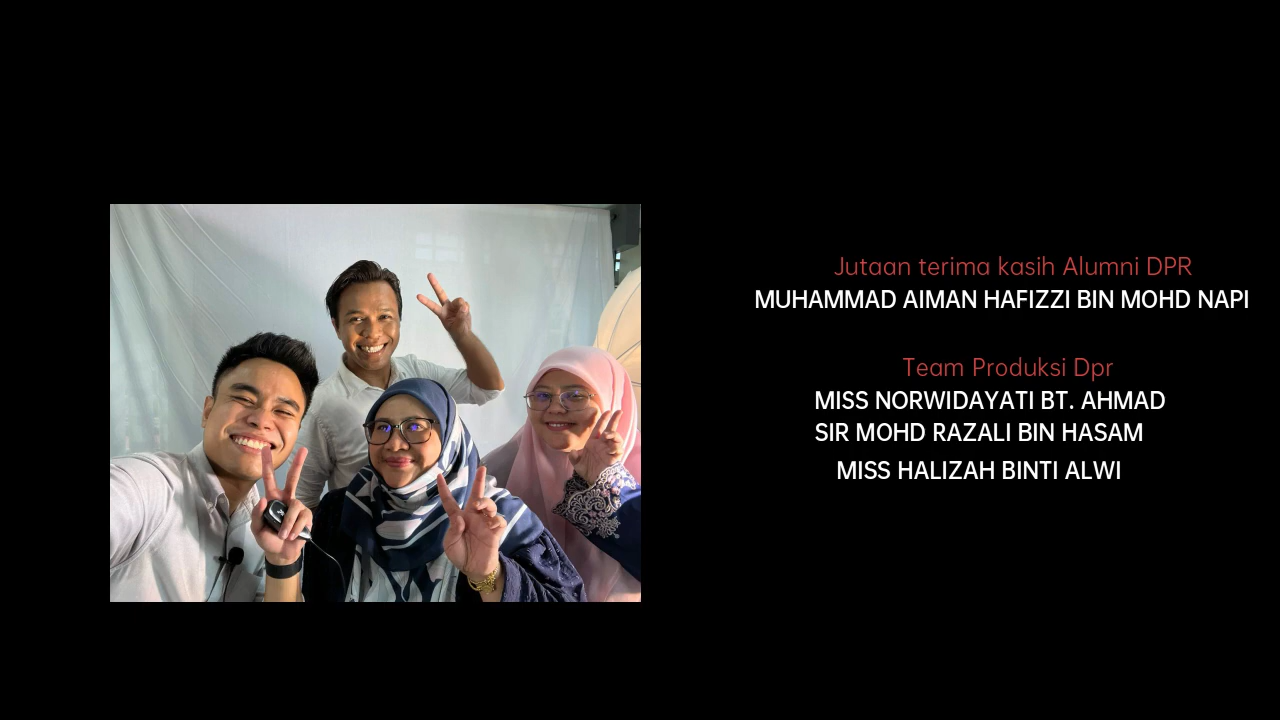 Jutaan terima kasih Alumni DPR
MUHAMMAD AIMAN HAFIZZI BIN MOHD NAPI
Team Produksi Dpr
MISS NORWIDAYATI BT. AHMAD
SIR MOHD RAZALI BIN HASAM
MISS HALIZAH BINTI ALWI